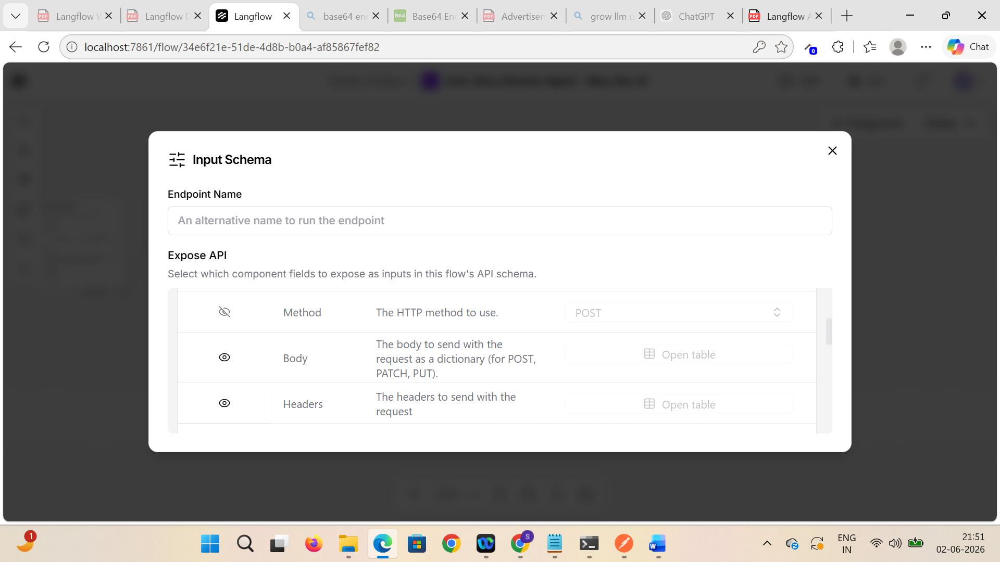 Langflow V
Langflow D
Langflow
base64 enc
B64
Base64 Enc
Advertisem
grow llm u
ChatGPT
PDF
Langflow A
localhost:7861/flow/34e6f21e-51de-4d8b-b0a4-af85867fef82
0
Chat
Input Schema
Endpoint Name
An alternative name to run the endpoint
Expose API
Select which component fields to expose as inputs in this flow's API schema.
Method
The HTTP method to use.
POST
Body
The body to send with the
request as a dictionary (for POST,
PATCH, PUT).
Open table
Headers
The headers to send with the
request
Open table
1
S
ENG
IN
21:51
02-06-2026